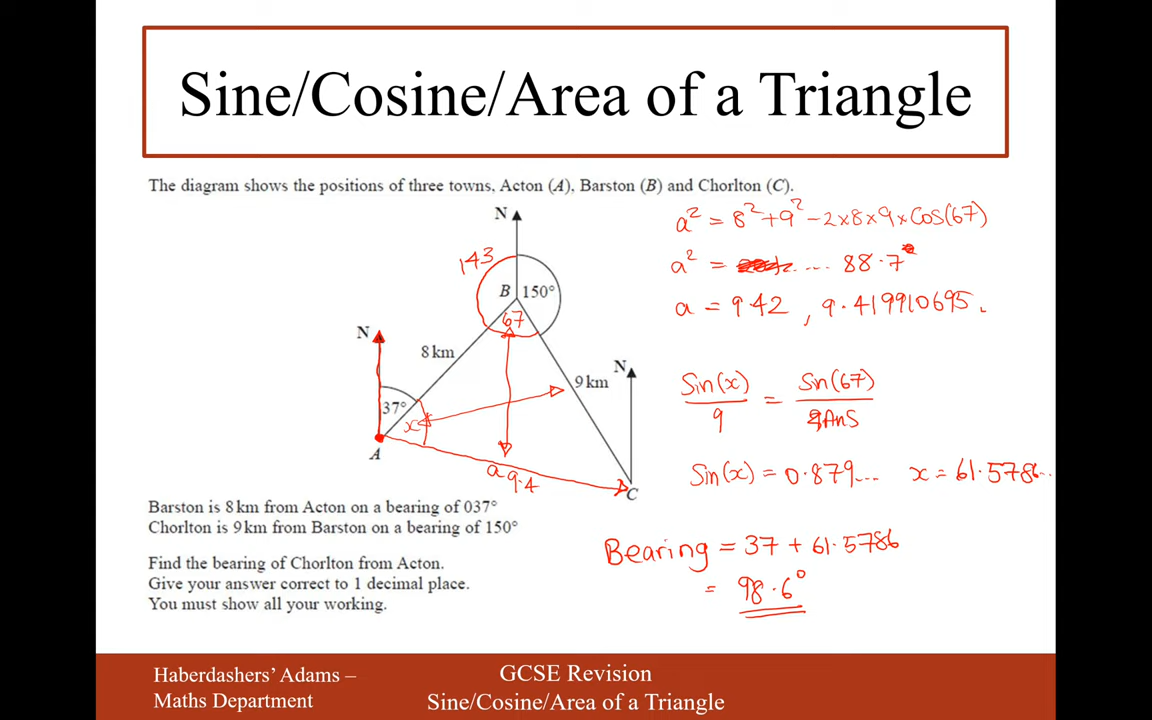 Sine/Cosine/Area of a Triangle
The diagram shows the positions of three towns, Acton (A), Barston (B) and Chorlton (C).
N
143
B 150°
67
N
8 km
N
9 km
37°
x
A
a 9.4
C
a² = 8² + 9² - 2×8×9×Cos(67)
a² = .... 88.7
a = 9.42 , 9.419910695.
Sin(x) / 9 = Sin(67) / Ans
Sin(x) = 0.879... x = 61.5786...
Barston is 8 km from Acton on a bearing of 037°
Chorlton is 9 km from Barston on a bearing of 150°
Find the bearing of Chorlton from Acton.
Give your answer correct to 1 decimal place.
You must show all your working.
Bearing = 37 + 61.5786
= 98.6°
Haberdashers' Adams –
Maths Department
GCSE Revision
Sine/Cosine/Area of a Triangle